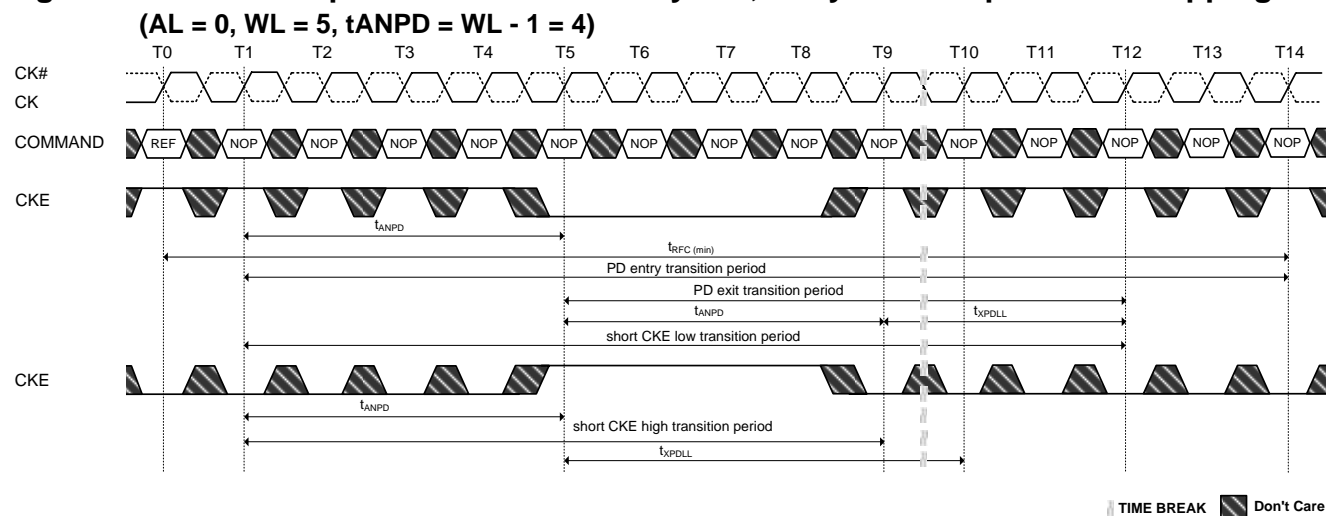 (AL = 0, WL = 5, tANPD = WL - 1 = 4)
T0 T1 T2 T3 T4 T5 T6 T7 T8 T9 T10 T11 T12 T13 T14
CK#
CK
COMMAND REF NOP NOP NOP NOP NOP NOP NOP NOP NOP NOP NOP NOP NOP NOP
CKE
tANPD
tRFC (min)
PD entry transition period
PD exit transition period
tANPD tXPDLL
short CKE low transition period
CKE
tANPD
short CKE high transition period
tXPDLL
TIME BREAK Don't Care